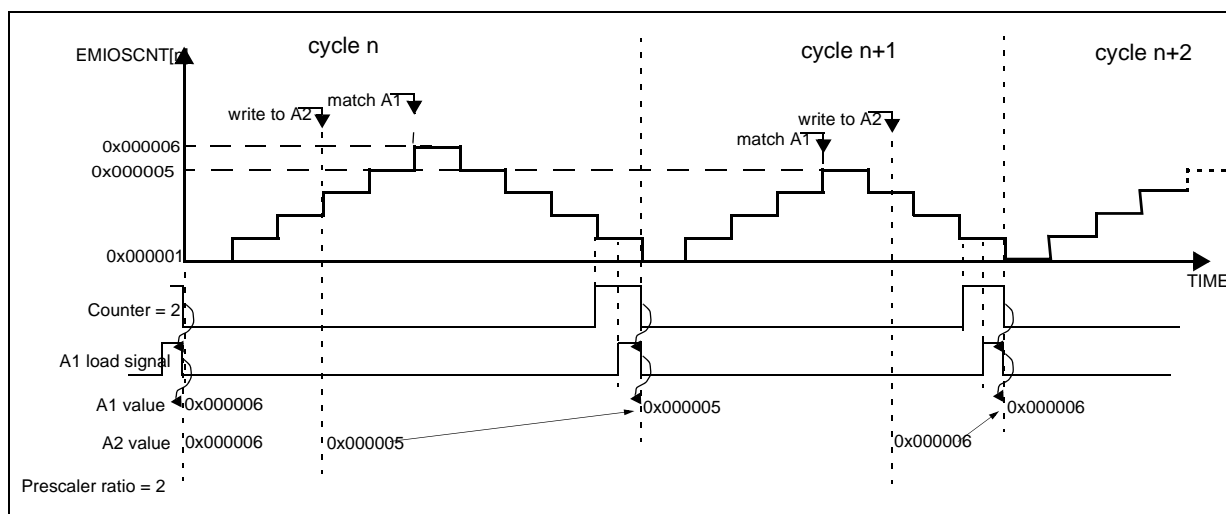 cycle n
cycle n+1
cycle n+2
EMIOSCNT[n]
match A1
write to A2
write to A2
match A1
0x000006
0x000005
0x000001
TIME
Counter = 2
A1 load signal
A1 value 0x000006 0x000005 0x000006
A2 value 0x000006 0x000005 0x000006
Prescaler ratio = 2